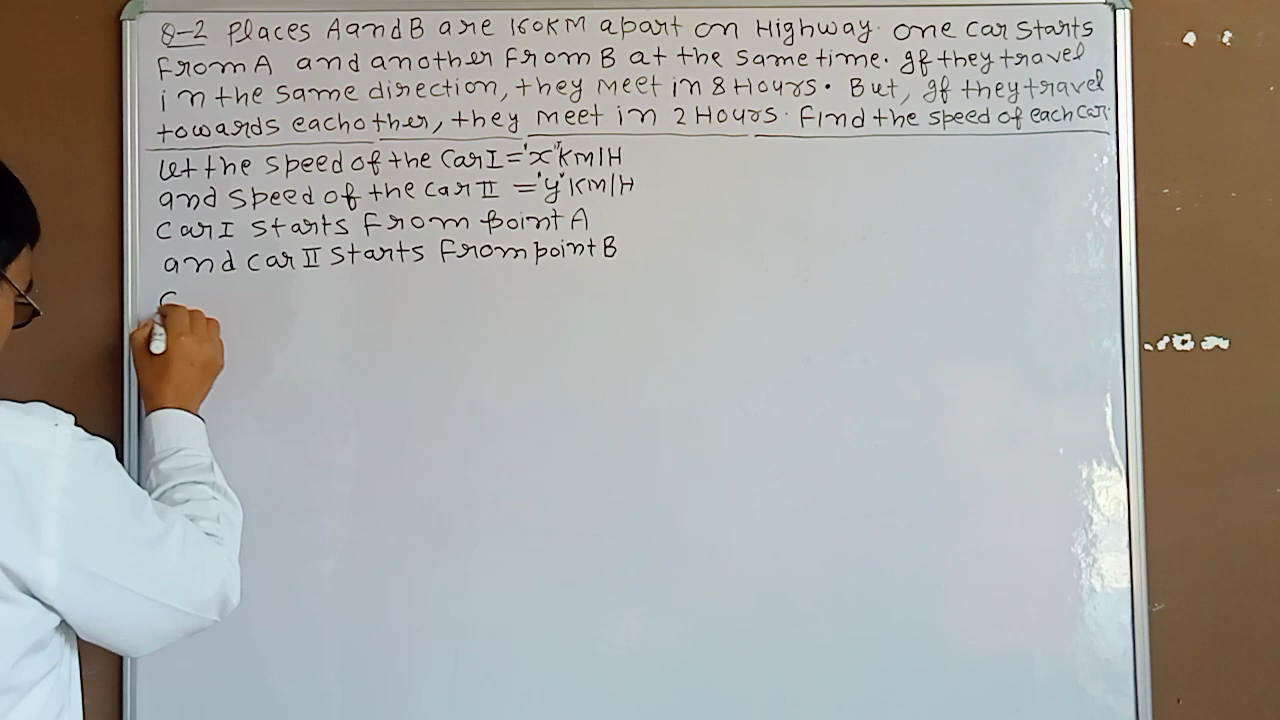 Q-2 Places A and B are 160KM apart on Highway. one car starts
From A and another From B at the same time. If they travel
in the same direction, they meet in 8 Hours. But, If they travel
towards eachother, they meet in 2 Hours. Find the speed of each car.
Let the speed of the Car I = 'x' KM/H
and speed of the car II = 'y' KM/H
Car I starts From point A
and Car II starts From point B
C